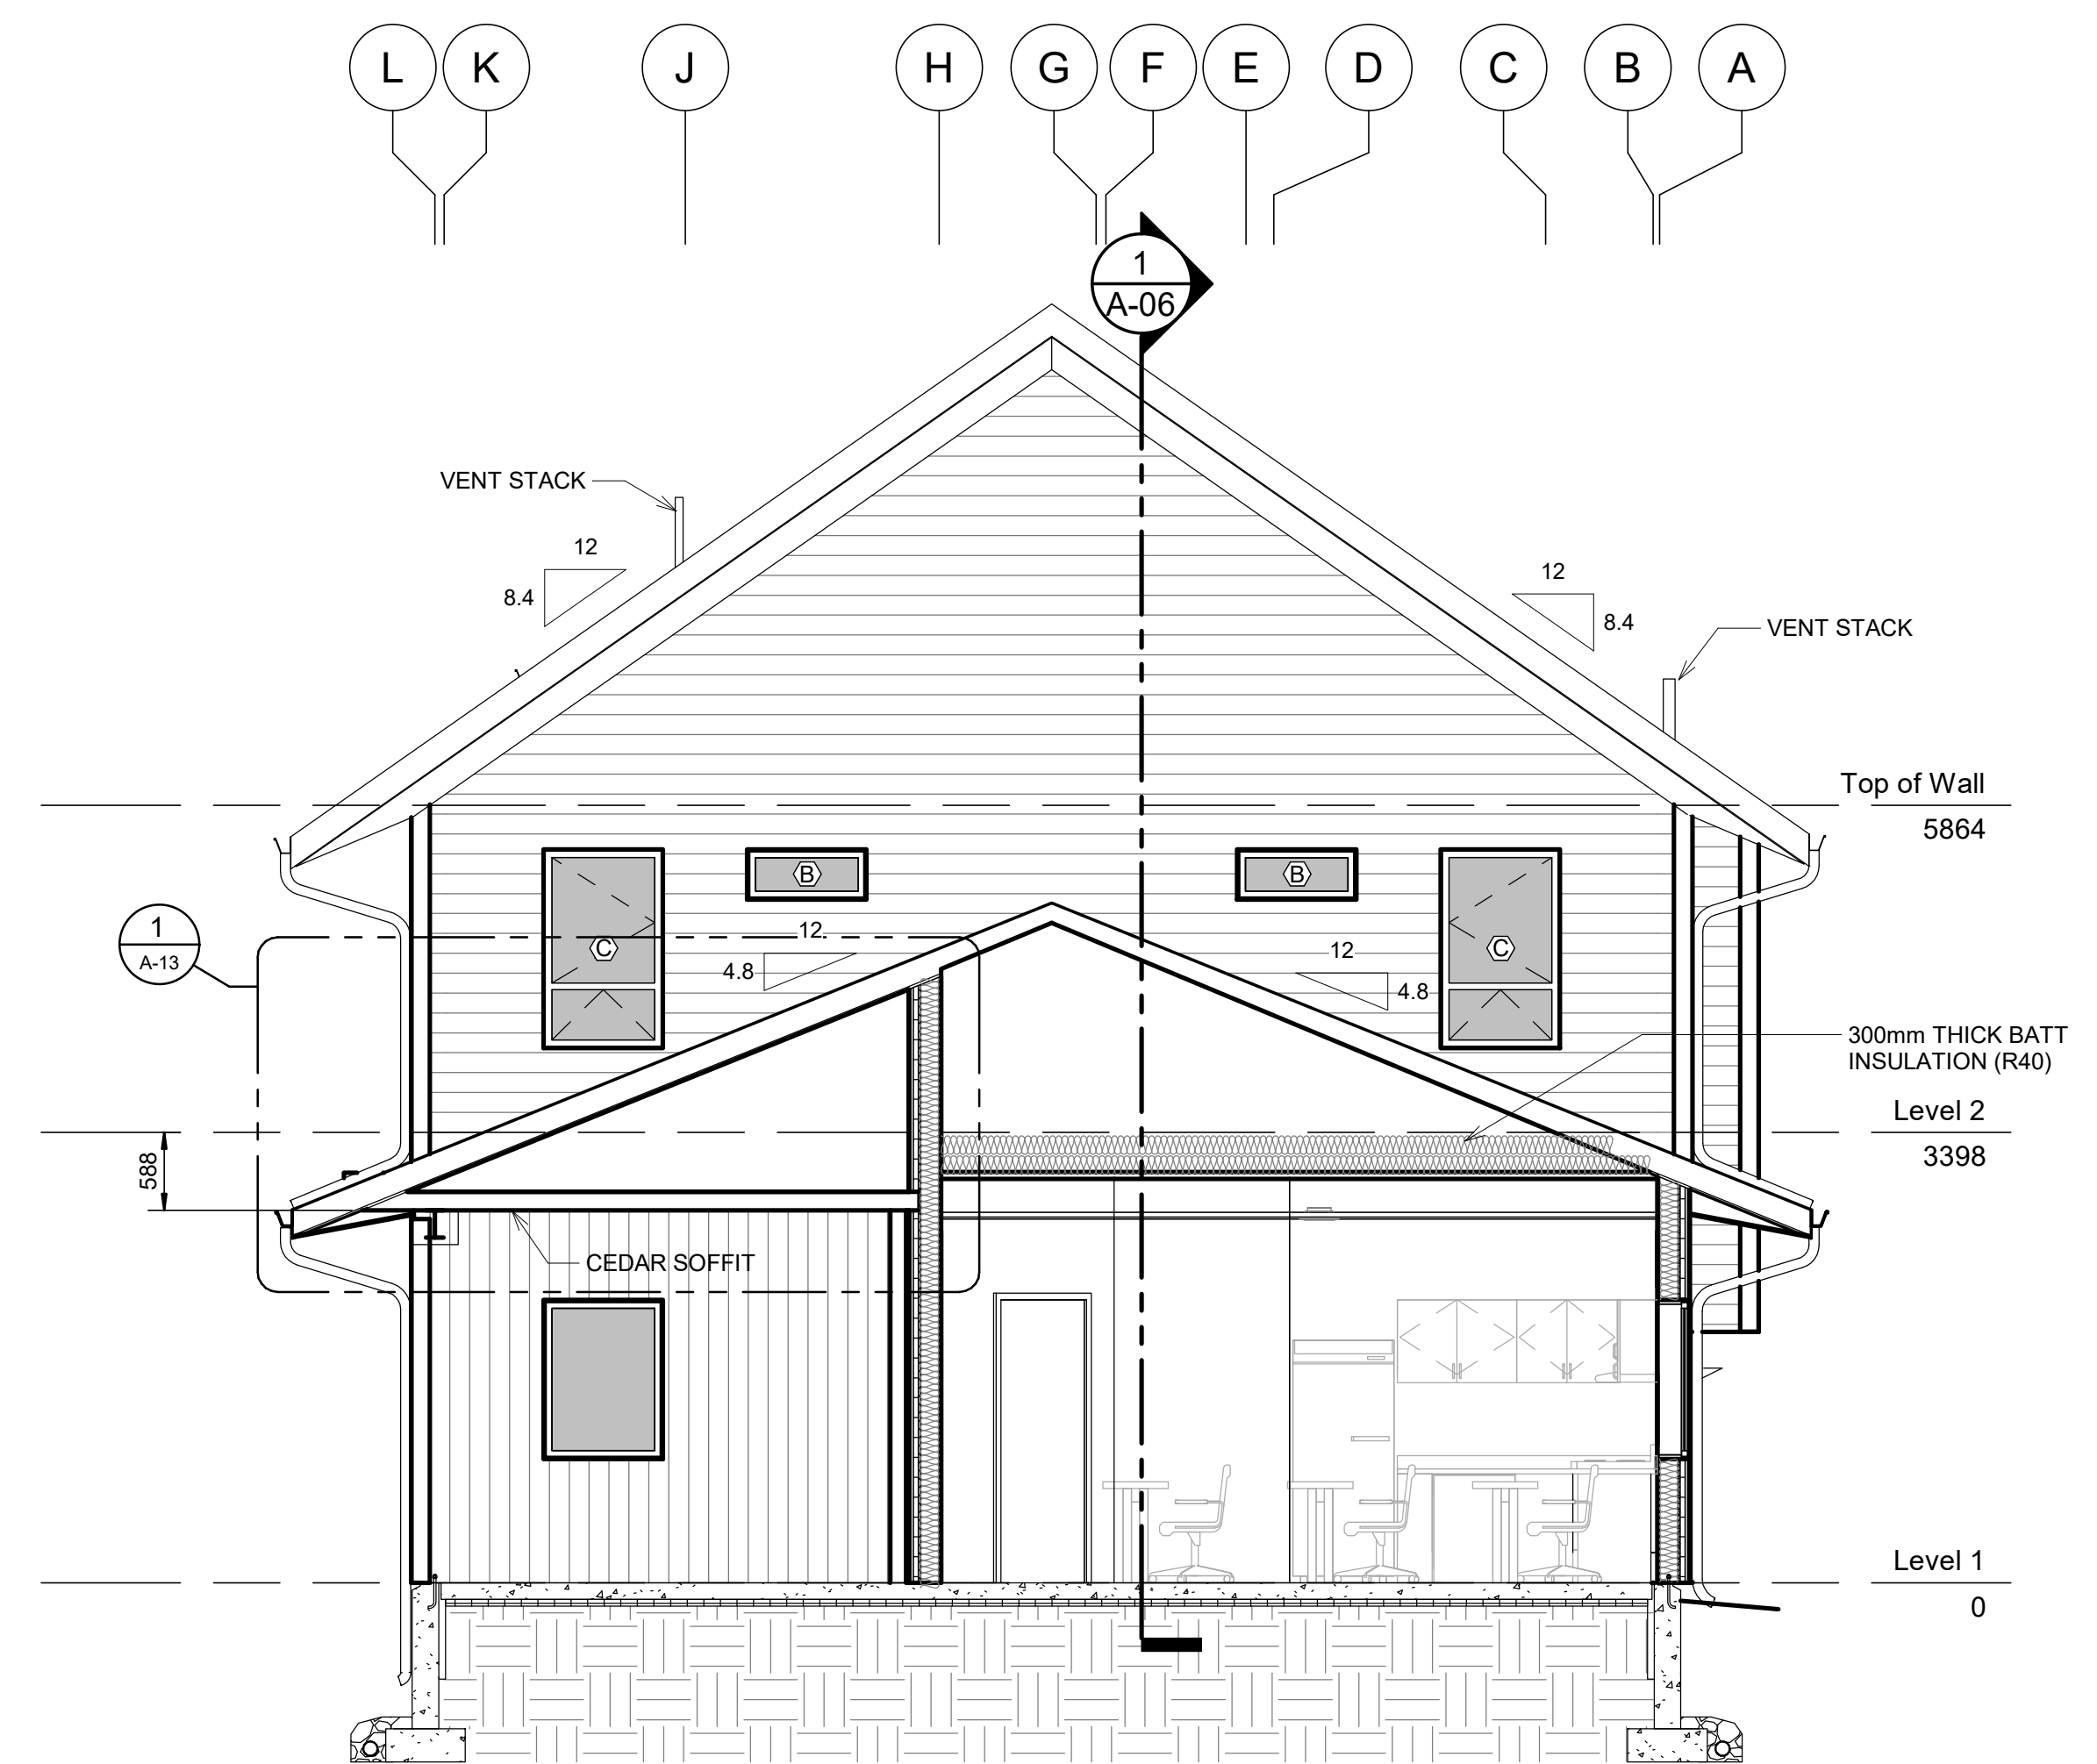 L K J H G F E D C B A
1
A-06
VENT STACK
12
8.4
12
8.4
VENT STACK
Top of Wall
5864
B
B
1
A-13
C
12
4.8
12
4.8
C
300mm THICK BATT
INSULATION (R40)
Level 2
3398
588
CEDAR SOFFIT
Level 1
0